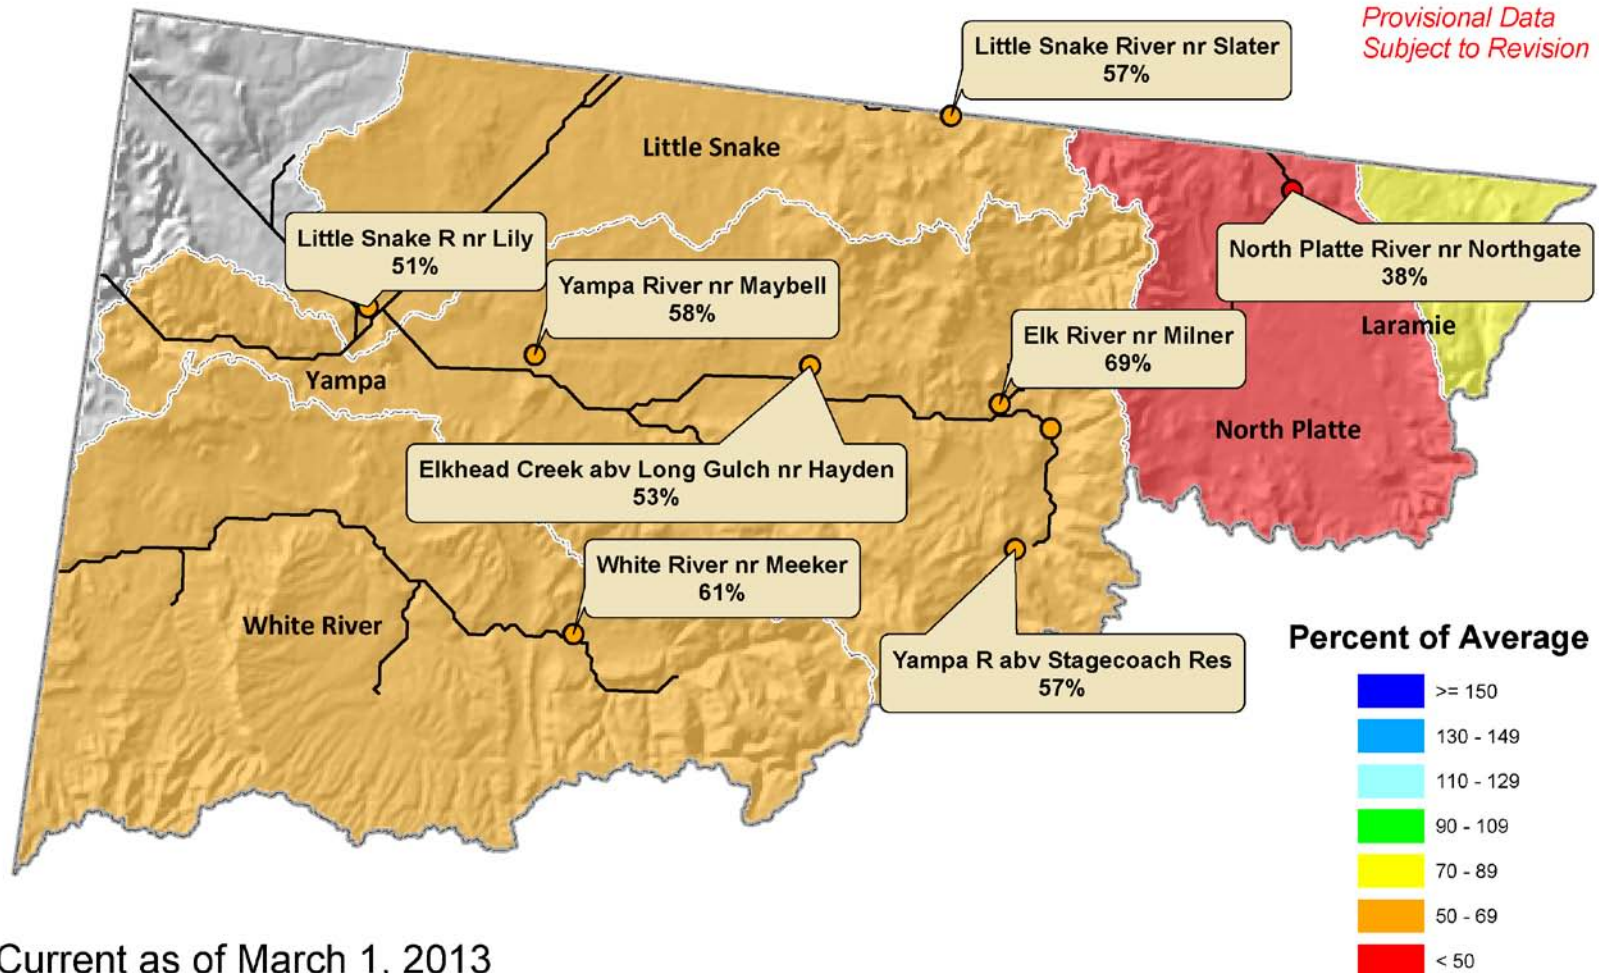 Provisional Data
Subject to Revision
Little Snake River nr Slater
57%
Little Snake
Little Snake R nr Lily
51%
North Platte River nr Northgate
38%
Yampa River nr Maybell
58%
Elk River nr Milner
69%
Laramie
Yampa
North Platte
Elkhead Creek abv Long Gulch nr Hayden
53%
White River nr Meeker
61%
White River
Yampa R abv Stagecoach Res
57%
Percent of Average
>= 150
130 - 149
110 - 129
90 - 109
70 - 89
50 - 69
< 50
Current as of March 1, 2013